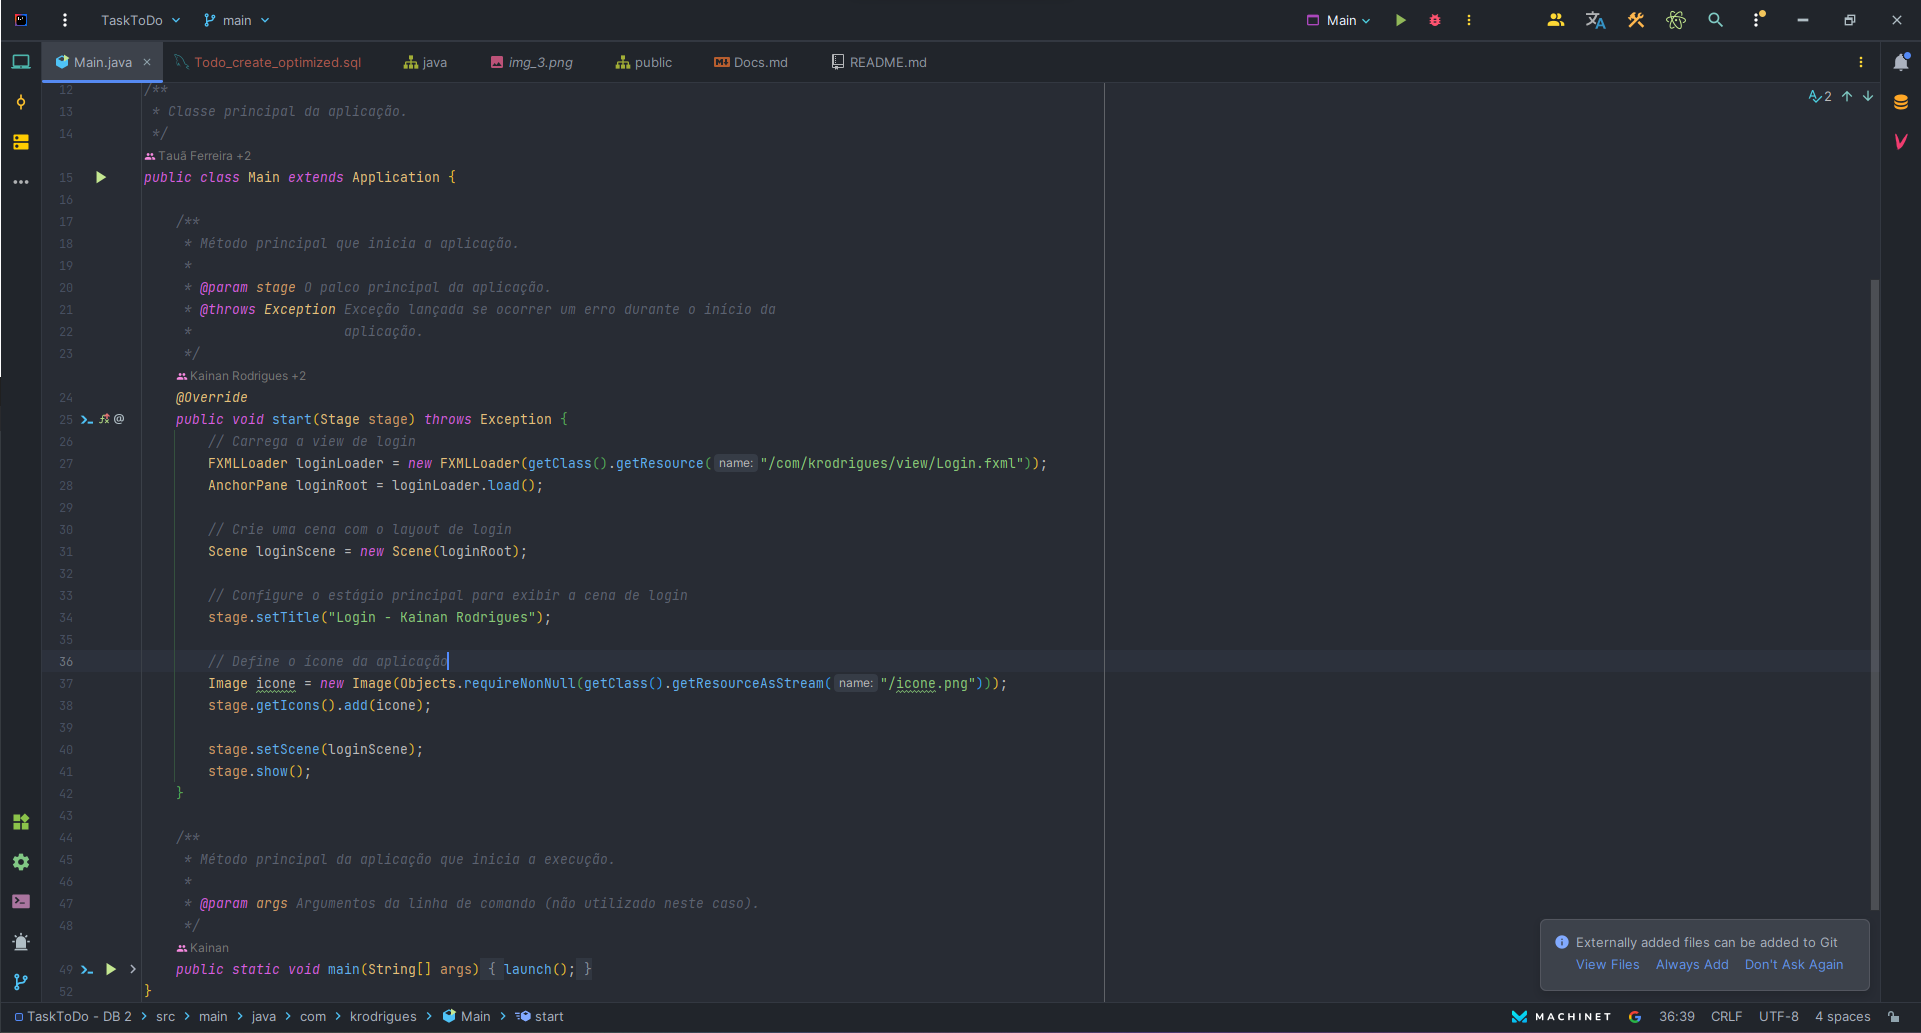 TaskToDo main Main
Main.java Todo_create_optimized.sql java img_3.png public Docs.md README.md
12 /**
2
13 * Classe principal da aplicação.
14 */
Tauã Ferreira +2
15 public class Main extends Application {
16
17 /**
18 * Método principal que inicia a aplicação.
19 *
20 * @param stage O palco principal da aplicação.
21 * @throws Exception Exceção lançada se ocorrer um erro durante o início da
22 * aplicação.
23 */
Kainan Rodrigues +2
24 @Override
25 public void start(Stage stage) throws Exception {
26 // Carrega a view de login
27 FXMLLoader loginLoader = new FXMLLoader(getClass().getResource( name: "/com/krodrigues/view/Login.fxml"));
28 AnchorPane loginRoot = loginLoader.load();
29
30 // Crie uma cena com o layout de login
31 Scene loginScene = new Scene(loginRoot);
32
33 // Configure o estágio principal para exibir a cena de login
34 stage.setTitle("Login - Kainan Rodrigues");
35
36 // Define o ícone da aplicação
37 Image icone = new Image(Objects.requireNonNull(getClass().getResourceAsStream( name: "/icone.png")));
38 stage.getIcons().add(icone);
39
40 stage.setScene(loginScene);
41 stage.show();
42 }
43
44 /**
45 * Método principal da aplicação que inicia a execução.
46 *
47 * @param args Argumentos da linha de comando (não utilizado neste caso).
48 */
Kainan
49 public static void main(String[] args) { launch(); }
52 }
Externally added files can be added to Git
View Files Always Add Don't Ask Again
TaskToDo - DB 2 > src > main > java > com > krodrigues > Main > start
MACHINET G 36:39 CRLF UTF-8 4 spaces